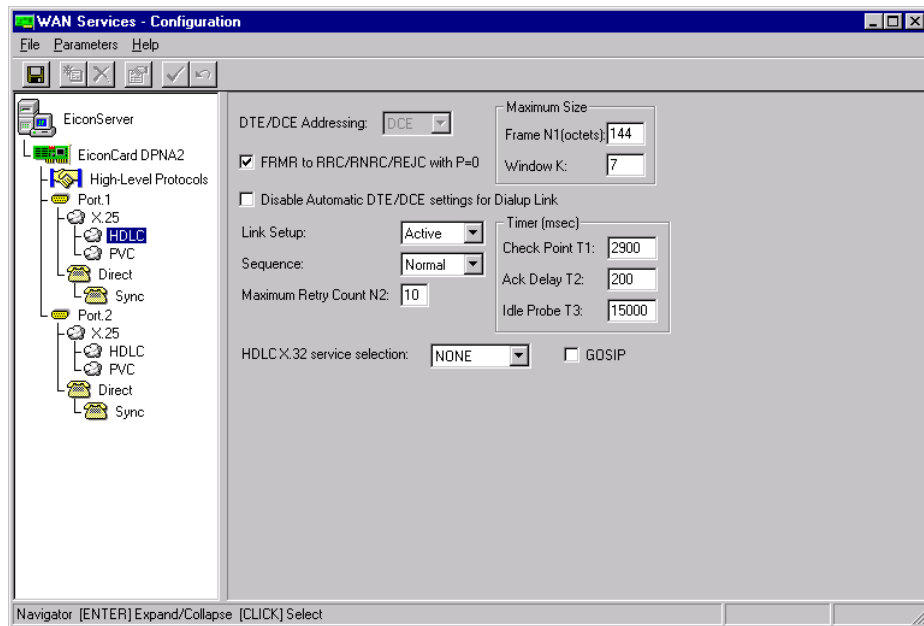 WAN Services - Configuration
File Parameters Help
EiconServer
EiconCard DPNA2
High-Level Protocols
Port.1
X.25
HDLC
PVC
Direct
Sync
Port.2
X.25
HDLC
PVC
Direct
Sync
DTE/DCE Addressing: DCE
Maximum Size
Frame N1(octets): 144
Window K: 7
FRMR to RRC/RNRC/REJC with P=0
Disable Automatic DTE/DCE settings for Dialup Link
Link Setup: Active
Sequence: Normal
Maximum Retry Count N2: 10
Timer (msec)
Check Point T1: 2900
Ack Delay T2: 200
Idle Probe T3: 15000
HDLC X.32 service selection: NONE
GOSIP
Navigator [ENTER] Expand/Collapse [CLICK] Select